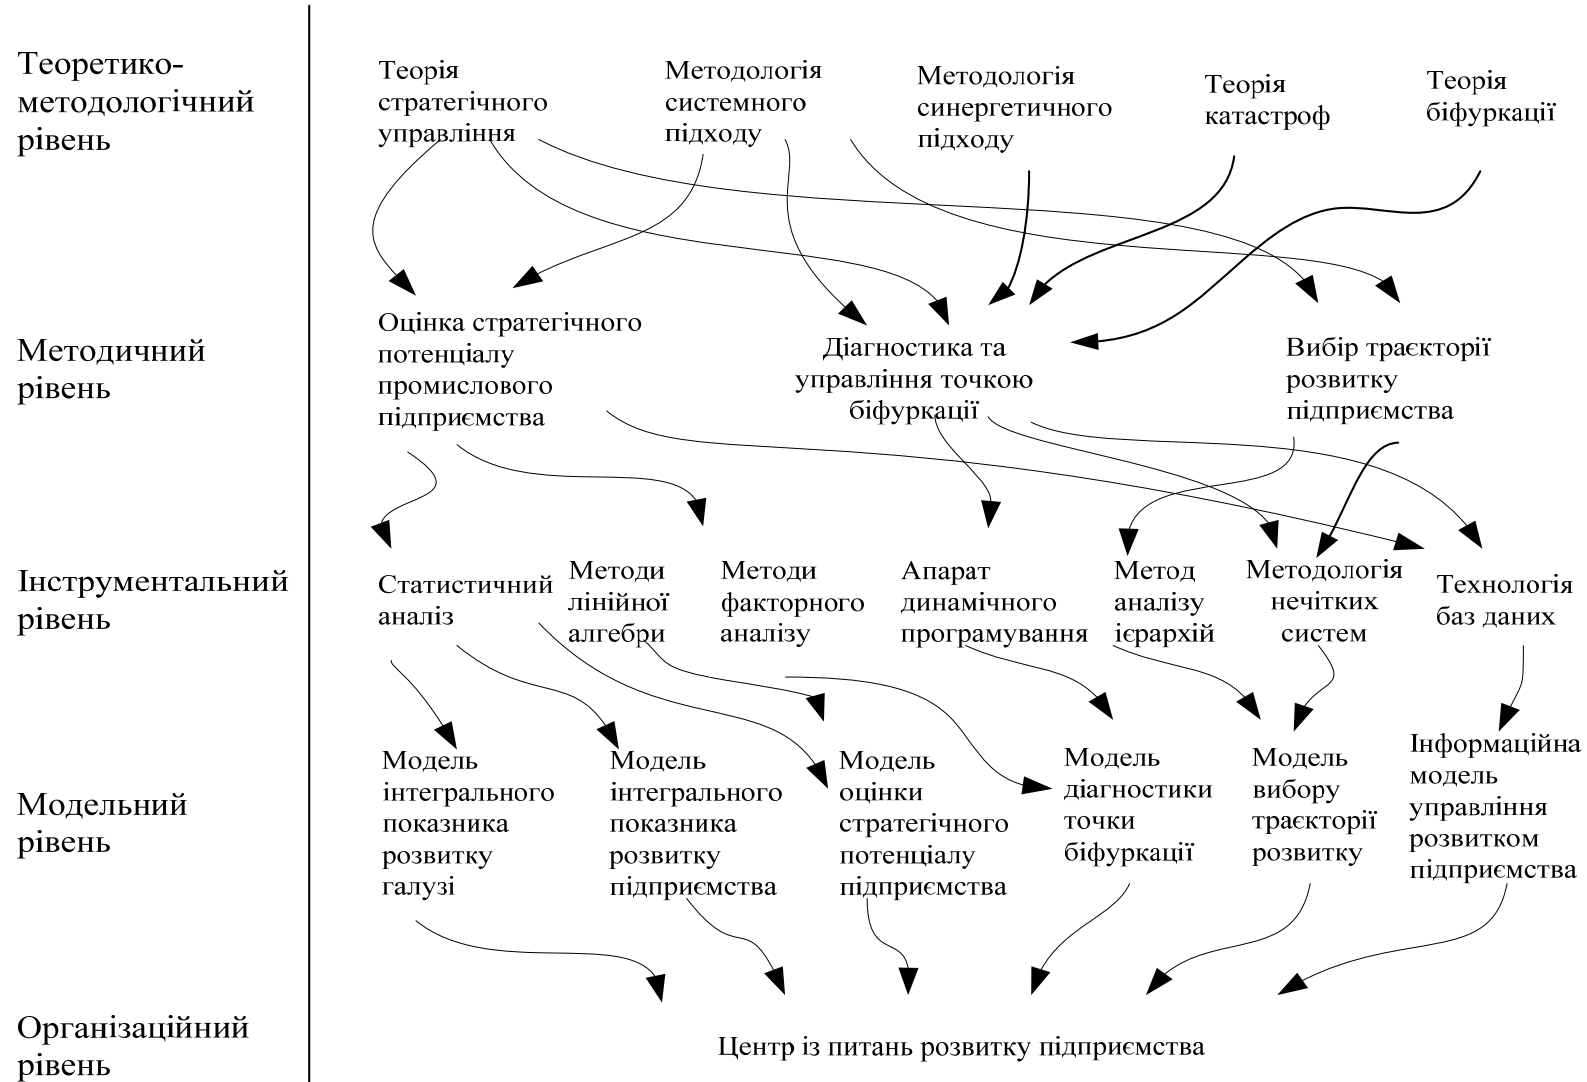 Теоретико-
методологічний
рівень
Теорія
стратегічного
управління
Методологія
системного
підходу
Методологія
синергетичного
підходу
Теорія
катастроф
Теорія
біфуркації
Методичний
рівень
Оцінка стратегічного
потенціалу
промислового
підприємства
Діагностика та
управління точкою
біфуркації
Вибір траєкторії
розвитку
підприємства
Інструментальний
рівень
Статистичний
аналіз
Методи
лінійної
алгебри
Методи
факторного
аналізу
Апарат
динамічного
програмування
Метод
аналізу
ієрархій
Методологія
нечітких
систем
Технологія
баз даних
Модельний
рівень
Модель
інтегрального
показника
розвитку
галузі
Модель
інтегрального
показника
розвитку
підприємства
Модель
оцінки
стратегічного
потенціалу
підприємства
Модель
діагностики
точки
біфуркації
Модель
вибору
траєкторії
розвитку
Інформаційна
модель
управління
розвитком
підприємства
Організаційний
рівень
Центр із питань розвитку підприємства